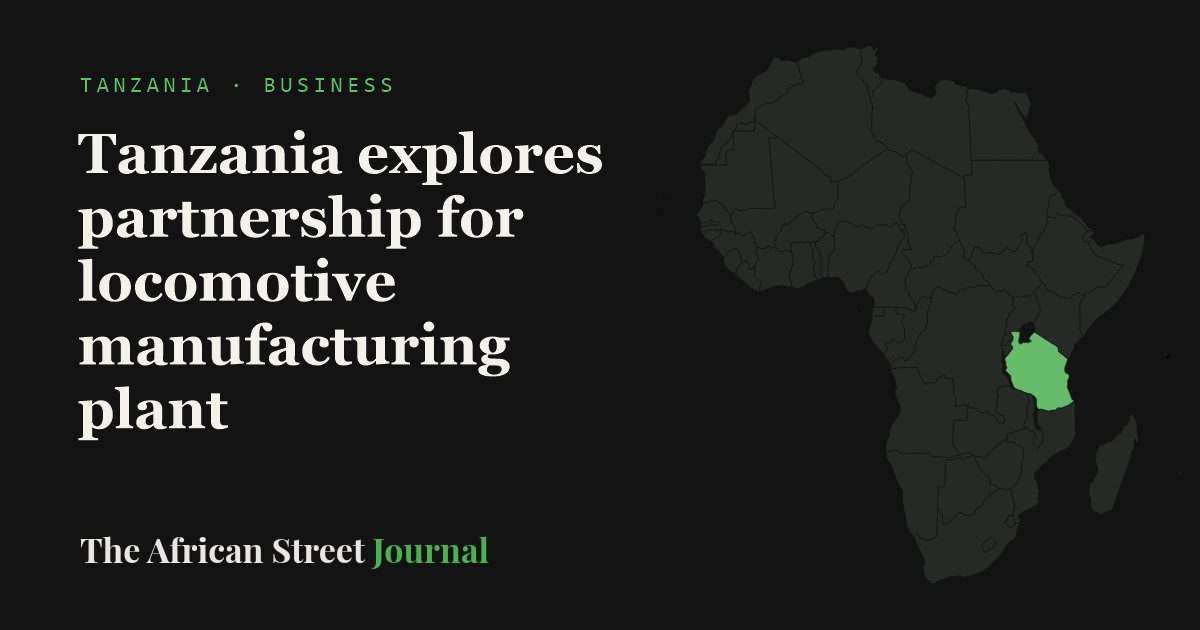 TANZANIA · BUSINESS
Tanzania explores
partnership for
locomotive
manufacturing
plant
The African Street Journal